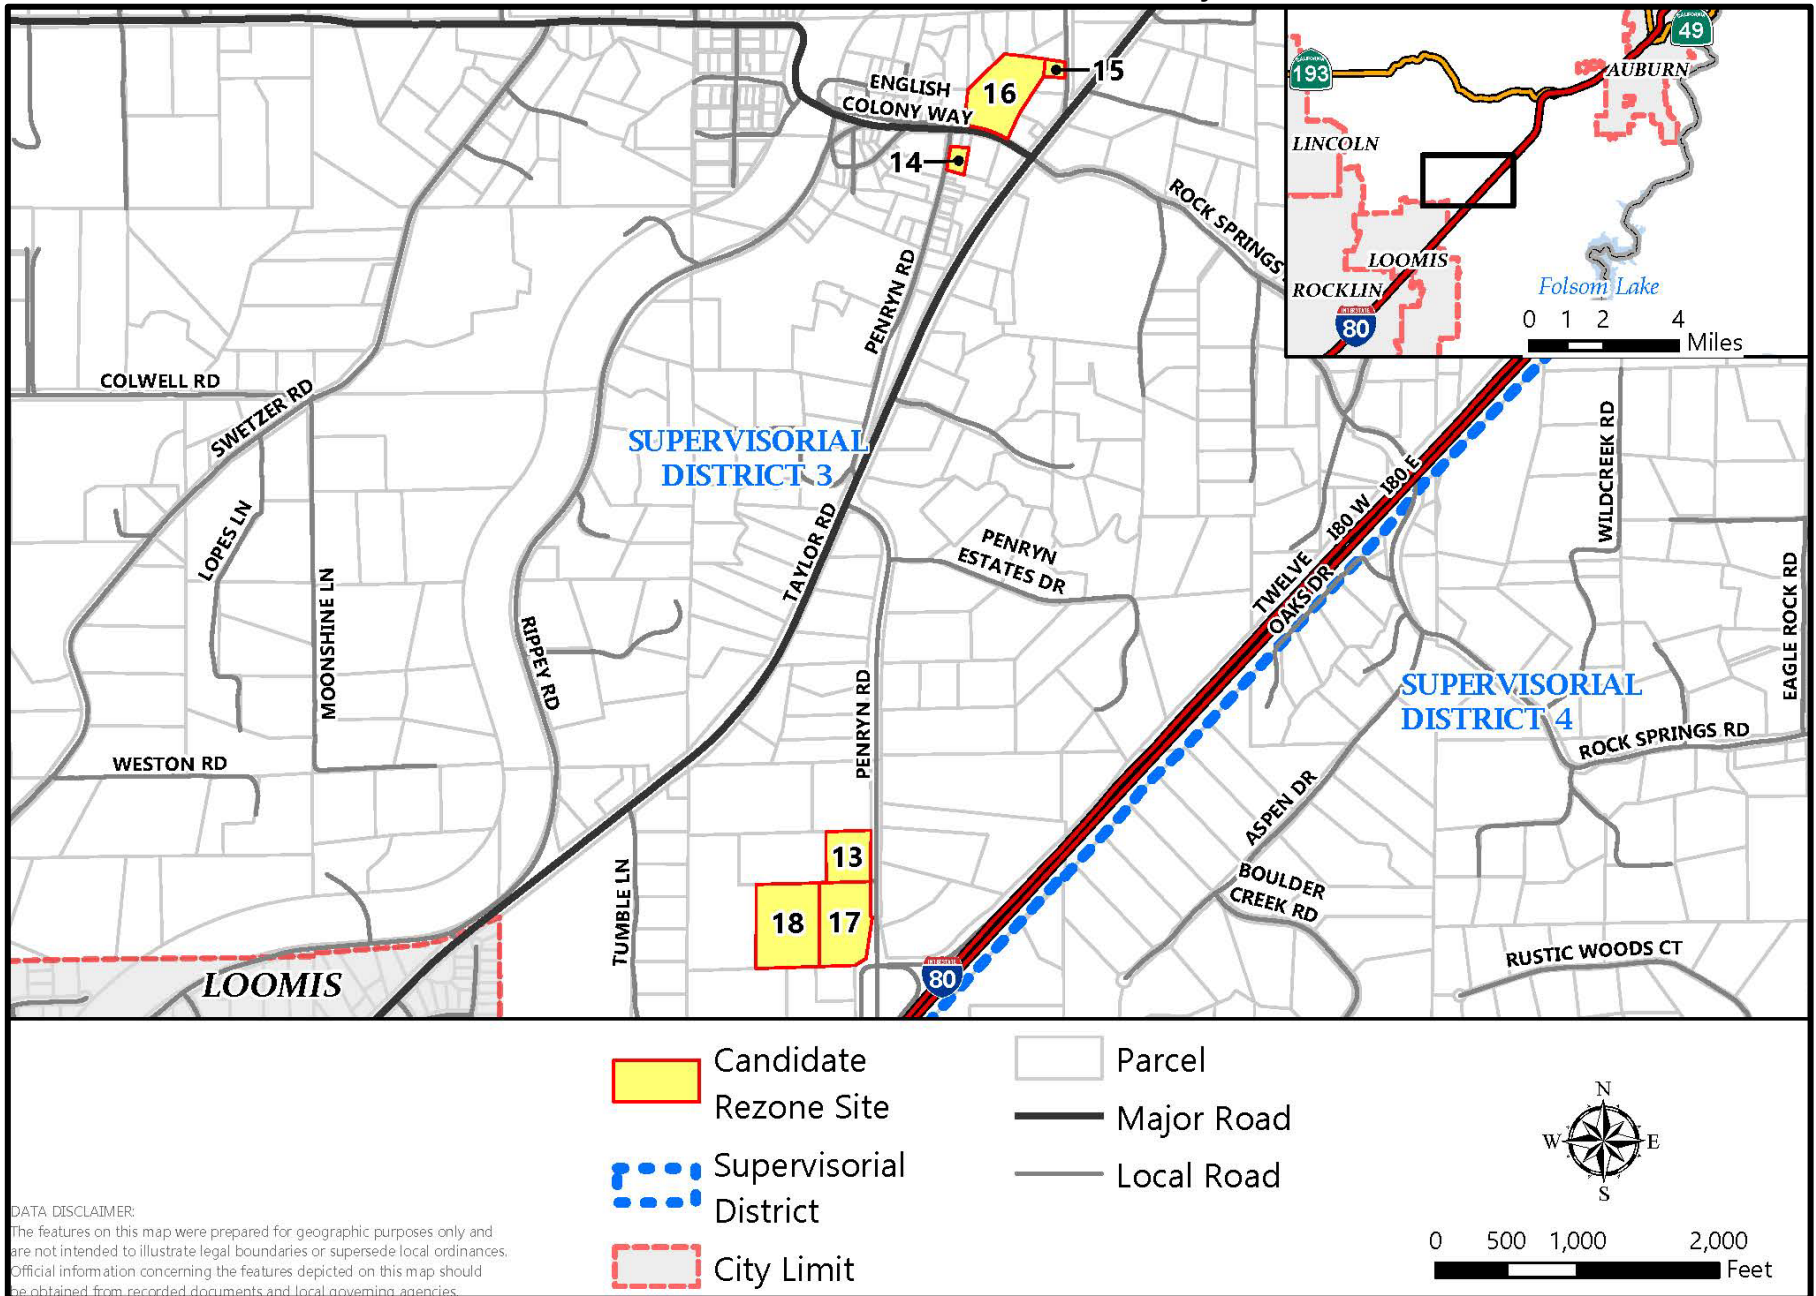 ENGLISH
COLONY WAY
16
15
14
ROCK SPRINGS
PENRYN RD
COLWELL RD
SWETZER RD
SUPERVISORIAL
DISTRICT 3
LOPES LN
MOONSHINE LN
TAYLOR RD
PENRYN
ESTATES DR
RIPPEY RD
WESTON RD
PENRYN RD
TUMBLE LN
13
18
17
LOOMIS
TWELVE
OAKS DR
I80 W
I80 E
WILDCREEK RD
EAGLE ROCK RD
SUPERVISORIAL
DISTRICT 4
ROCK SPRINGS RD
ASPEN DR
BOULDER
CREEK RD
RUSTIC WOODS CT
INTERSTATE
80
CALIFORNIA
193
CALIFORNIA
49
AUBURN
LINCOLN
LOOMIS
ROCKLIN
Folsom Lake
INTERSTATE
80
0 1 2 4
Miles
Candidate
Rezone Site
Supervisorial
District
City Limit
Parcel
Major Road
Local Road
N
W E
S
0 500 1,000 2,000
Feet
DATA DISCLAIMER:
The features on this map were prepared for geographic purposes only and
are not intended to illustrate legal boundaries or supersede local ordinances.
Official information concerning the features depicted on this map should
be obtained from recorded documents and local governing agencies.